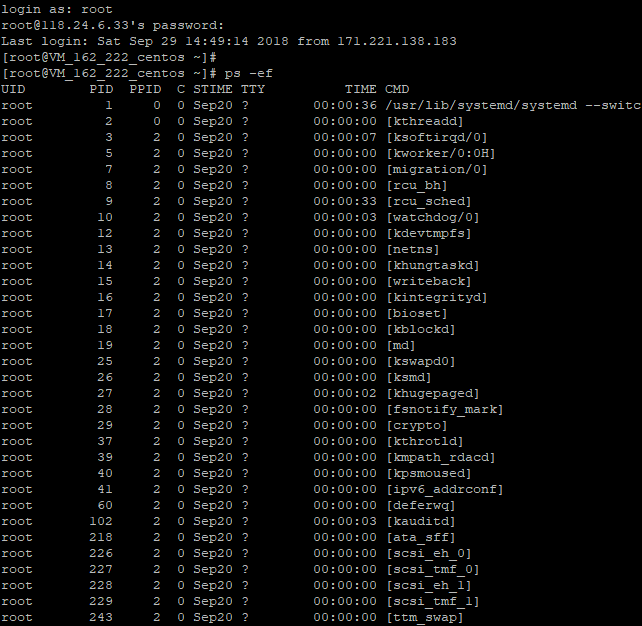 login as: root
root@118.24.6.33's password:
Last login: Sat Sep 29 14:49:14 2018 from 171.221.138.183
[root@VM_162_222_centos ~]#
[root@VM_162_222_centos ~]# ps -ef
UID        PID  PPID  C STIME TTY          TIME CMD
root         1     0  0 Sep20 ?        00:00:36 /usr/lib/systemd/systemd --switc
root         2     0  0 Sep20 ?        00:00:00 [kthreadd]
root         3     2  0 Sep20 ?        00:00:07 [ksoftirqd/0]
root         5     2  0 Sep20 ?        00:00:00 [kworker/0:0H]
root         7     2  0 Sep20 ?        00:00:00 [migration/0]
root         8     2  0 Sep20 ?        00:00:00 [rcu_bh]
root         9     2  0 Sep20 ?        00:00:33 [rcu_sched]
root        10     2  0 Sep20 ?        00:00:03 [watchdog/0]
root        12     2  0 Sep20 ?        00:00:00 [kdevtmpfs]
root        13     2  0 Sep20 ?        00:00:00 [netns]
root        14     2  0 Sep20 ?        00:00:00 [khungtaskd]
root        15     2  0 Sep20 ?        00:00:00 [writeback]
root        16     2  0 Sep20 ?        00:00:00 [kintegrityd]
root        17     2  0 Sep20 ?        00:00:00 [bioset]
root        18     2  0 Sep20 ?        00:00:00 [kblockd]
root        19     2  0 Sep20 ?        00:00:00 [md]
root        25     2  0 Sep20 ?        00:00:00 [kswapd0]
root        26     2  0 Sep20 ?        00:00:00 [ksmd]
root        27     2  0 Sep20 ?        00:00:02 [khugepaged]
root        28     2  0 Sep20 ?        00:00:00 [fsnotify_mark]
root        29     2  0 Sep20 ?        00:00:00 [crypto]
root        37     2  0 Sep20 ?        00:00:00 [kthrotld]
root        39     2  0 Sep20 ?        00:00:00 [kmpath_rdacd]
root        40     2  0 Sep20 ?        00:00:00 [kpsmoused]
root        41     2  0 Sep20 ?        00:00:00 [ipv6_addrconf]
root        60     2  0 Sep20 ?        00:00:00 [deferwq]
root       102     2  0 Sep20 ?        00:00:03 [kauditd]
root       218     2  0 Sep20 ?        00:00:00 [ata_sff]
root       226     2  0 Sep20 ?        00:00:00 [scsi_eh_0]
root       227     2  0 Sep20 ?        00:00:00 [scsi_tmf_0]
root       228     2  0 Sep20 ?        00:00:00 [scsi_eh_1]
root       229     2  0 Sep20 ?        00:00:00 [scsi_tmf_1]
root       243     2  0 Sep20 ?        00:00:00 [ttm_swap]